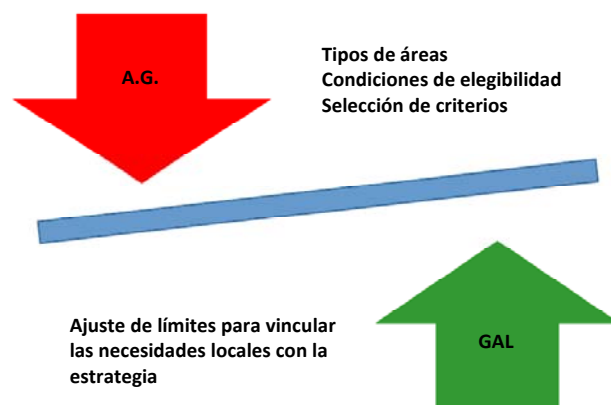 A.G.
Tipos de áreas
Condiciones de elegibilidad
Selección de criterios
Ajuste de límites para vincular
las necesidades locales con la
estrategia
GAL